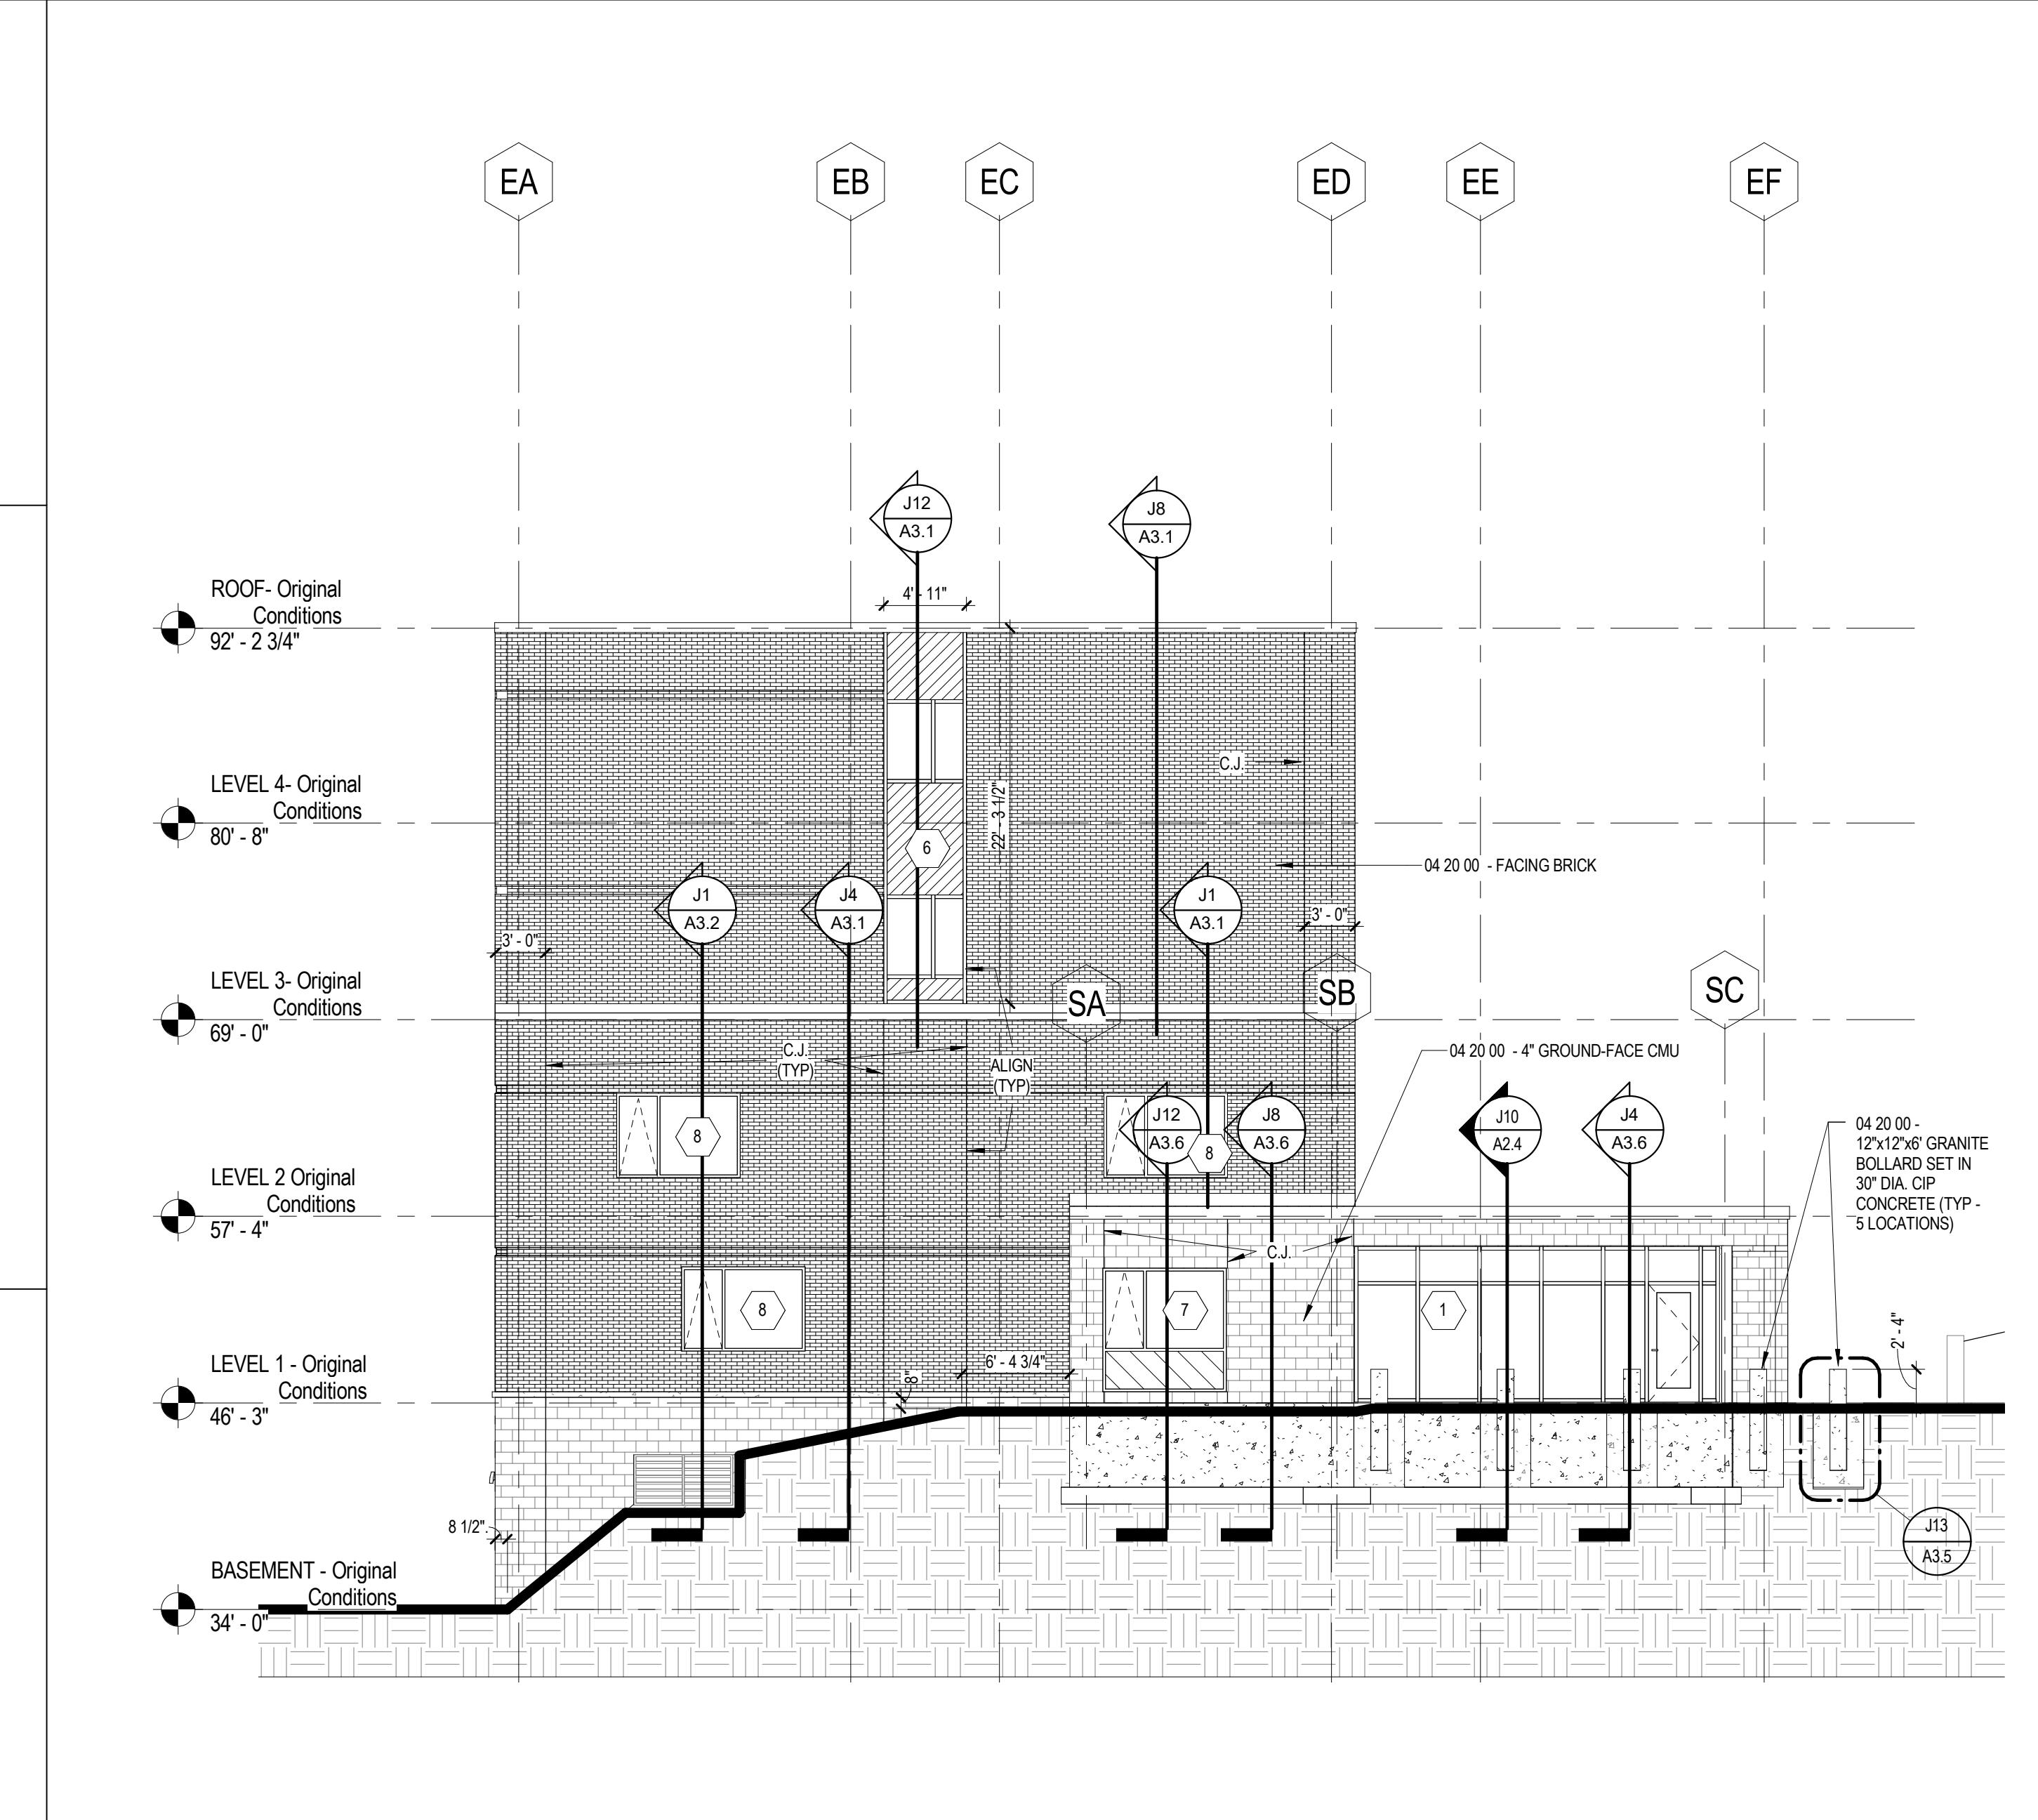 EA
EB
EC
ED
EE
EF
J12
A3.1
J8
A3.1
ROOF- Original
Conditions
92' - 2 3/4"
4' - 11"
LEVEL 4- Original
Conditions
80' - 8"
C.J.
22' - 3 1/2"
6
04 20 00 - FACING BRICK
J1
A3.2
J4
A3.1
J1
A3.1
3' - 0"
3' - 0"
LEVEL 3- Original
Conditions
69' - 0"
SA
SB
SC
C.J.
(TYP)
ALIGN
(TYP)
04 20 00 - 4" GROUND-FACE CMU
8
J12
A3.6
8
J8
A3.6
J10
A2.4
J4
A3.6
04 20 00 -
12"x12"x6' GRANITE
BOLLARD SET IN
30" DIA. CIP
CONCRETE (TYP -
5 LOCATIONS)
LEVEL 2 Original
Conditions
57' - 4"
C.J.
8
7
1
2' - 4"
LEVEL 1 - Original
Conditions
46' - 3"
6' - 4 3/4"
8"
8 1/2"
J13
A3.5
BASEMENT - Original
Conditions
34' - 0"